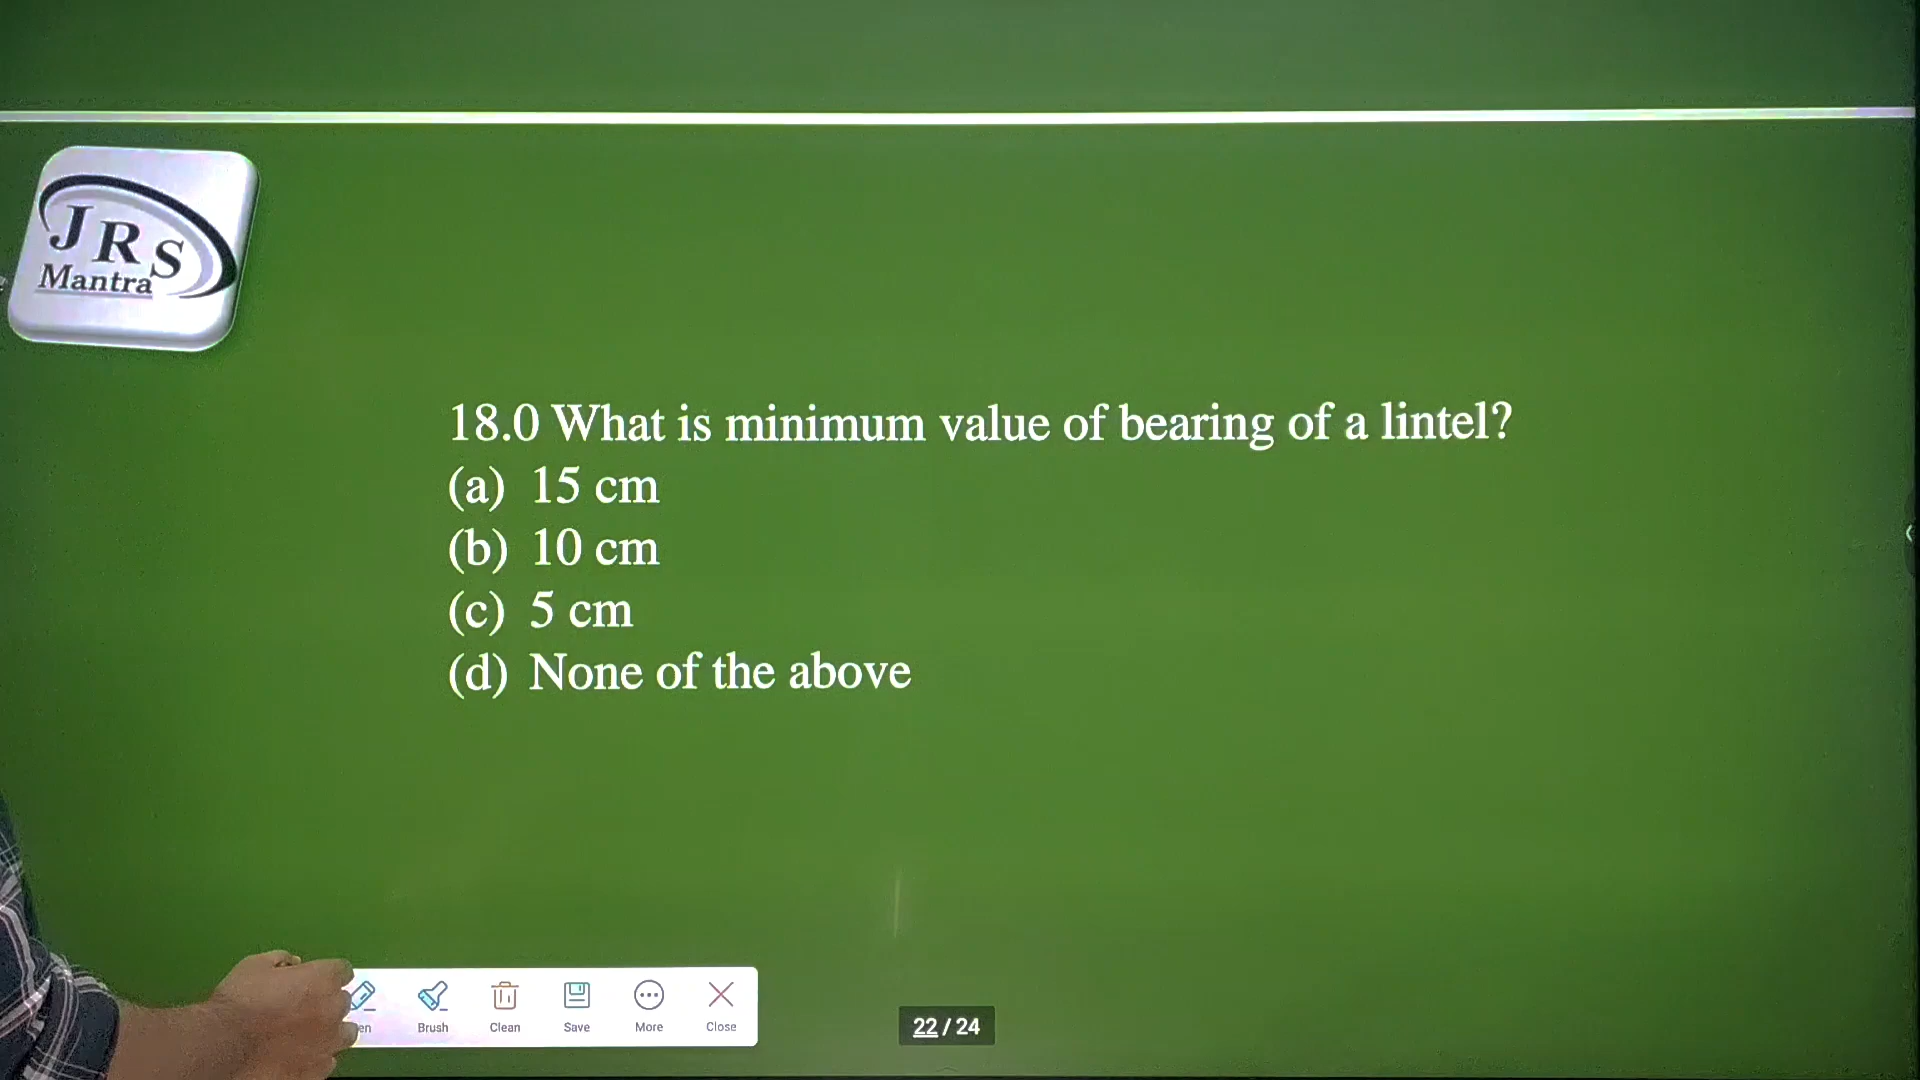 JRS
Mantra
18.0 What is minimum value of bearing of a lintel?
(a) 15 cm
(b) 10 cm
(c) 5 cm
(d) None of the above
en Brush Clean Save More Close
22 / 24